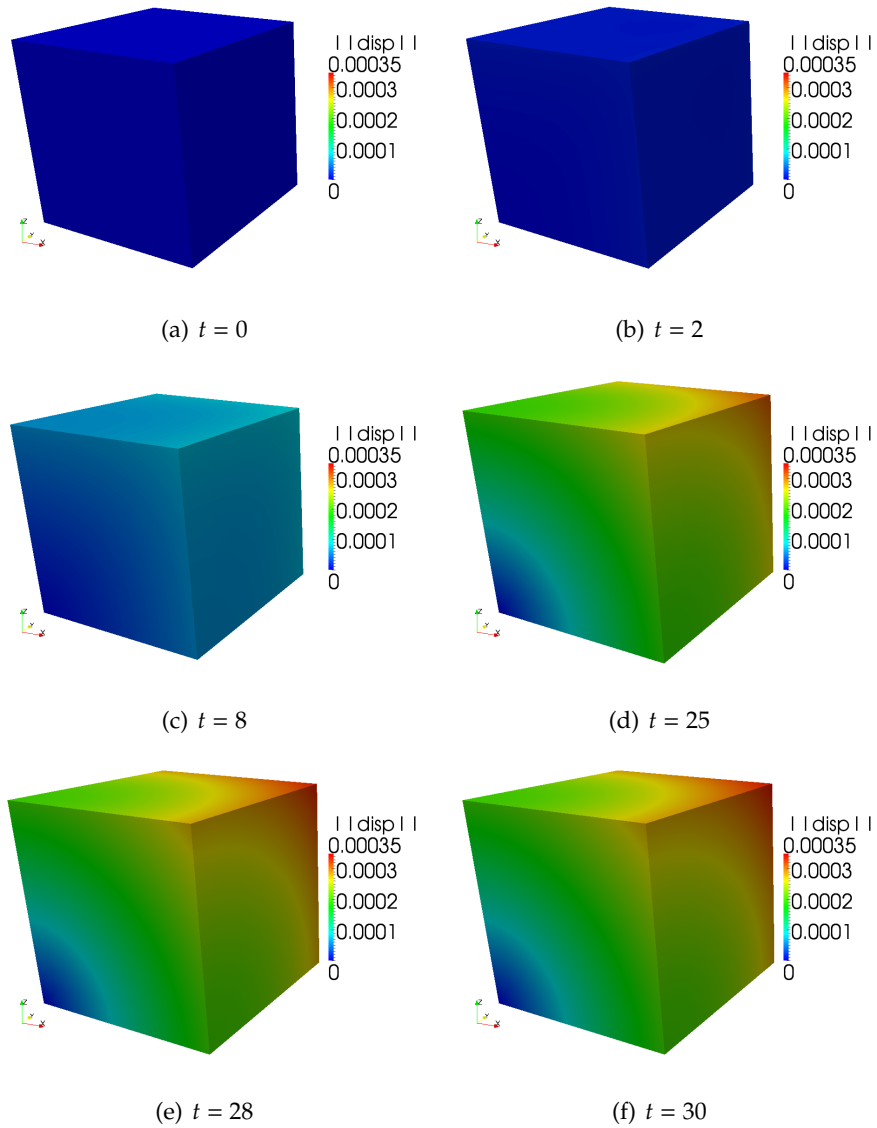 ||disp||
0.00035
0.0003
0.0002
0.0001
0
Z
Y
X
(a) t = 0
||disp||
0.00035
0.0003
0.0002
0.0001
0
Z
Y
X
(b) t = 2
||disp||
0.00035
0.0003
0.0002
0.0001
0
Z
Y
X
(c) t = 8
||disp||
0.00035
0.0003
0.0002
0.0001
0
Z
Y
X
(d) t = 25
||disp||
0.00035
0.0003
0.0002
0.0001
0
Z
Y
X
(e) t = 28
||disp||
0.00035
0.0003
0.0002
0.0001
0
Z
Y
X
(f) t = 30